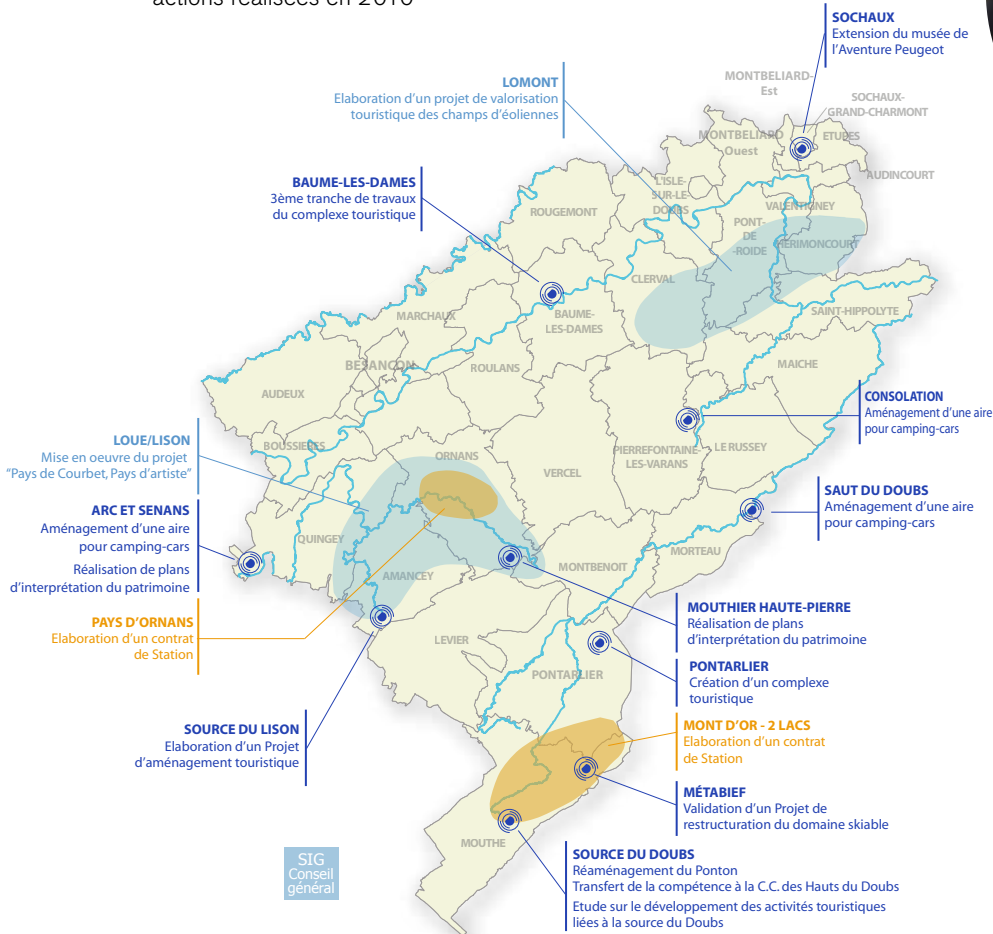 actions réalisées en 2010
SOCHAUX
Extension du musée de
l'Aventure Peugeot
LOMONT
Elaboration d'un projet de valorisation
touristique des champs d'éoliennes
MONTBELIARD-
Est
SOCHAUX-
GRAND-CHARMONT
MONTBELIARD
Ouest
ETUPES
AUDINCOURT
BAUME-LES-DAMES
3ème tranche de travaux
du complexe touristique
L'ISLE-
SUR-LE-
DOUBS
ROUGEMONT
VALENTIGNEY
PONT-
DE
-ROIDE
HERIMONCOURT
CLERVAL
SAINT-HIPPOLYTE
MARCHAUX
BAUME-
LES-DAMES
BESANÇON
ROULANS
MAICHE
AUDEUX
CONSOLATION
Aménagement d'une aire
pour camping-cars
LOUE/LISON
Mise en oeuvre du projet
"Pays de Courbet, Pays d'artiste"
BOUSSIERES
ORNANS
VERCEL
PIERREFONTAINE-
LES-VARANS
LE RUSSEY
SAUT DU DOUBS
Aménagement d'une aire
pour camping-cars
ARC ET SENANS
Aménagement d'une aire
pour camping-cars
Réalisation de plans
d'interprétation du patrimoine
QUINGEY
AMANCEY
MONTBENOIT
MORTEAU
PAYS D'ORNANS
Elaboration d'un contrat
de Station
MOUTHIER HAUTE-PIERRE
Réalisation de plans
d'interprétation du patrimoine
LEVIER
PONTARLIER
PONTARLIER
Création d'un complexe
touristique
SOURCE DU LISON
Elaboration d'un Projet
d'aménagement touristique
MONT D'OR - 2 LACS
Elaboration d'un contrat
de Station
MÉTABIEF
Validation d'un Projet de
restructuration du domaine skiable
MOUTHE
SIG
Conseil
général
SOURCE DU DOUBS
Réaménagement du Ponton
Transfert de la compétence à la C.C. des Hauts du Doubs
Etude sur le développement des activités touristiques
liées à la source du Doubs